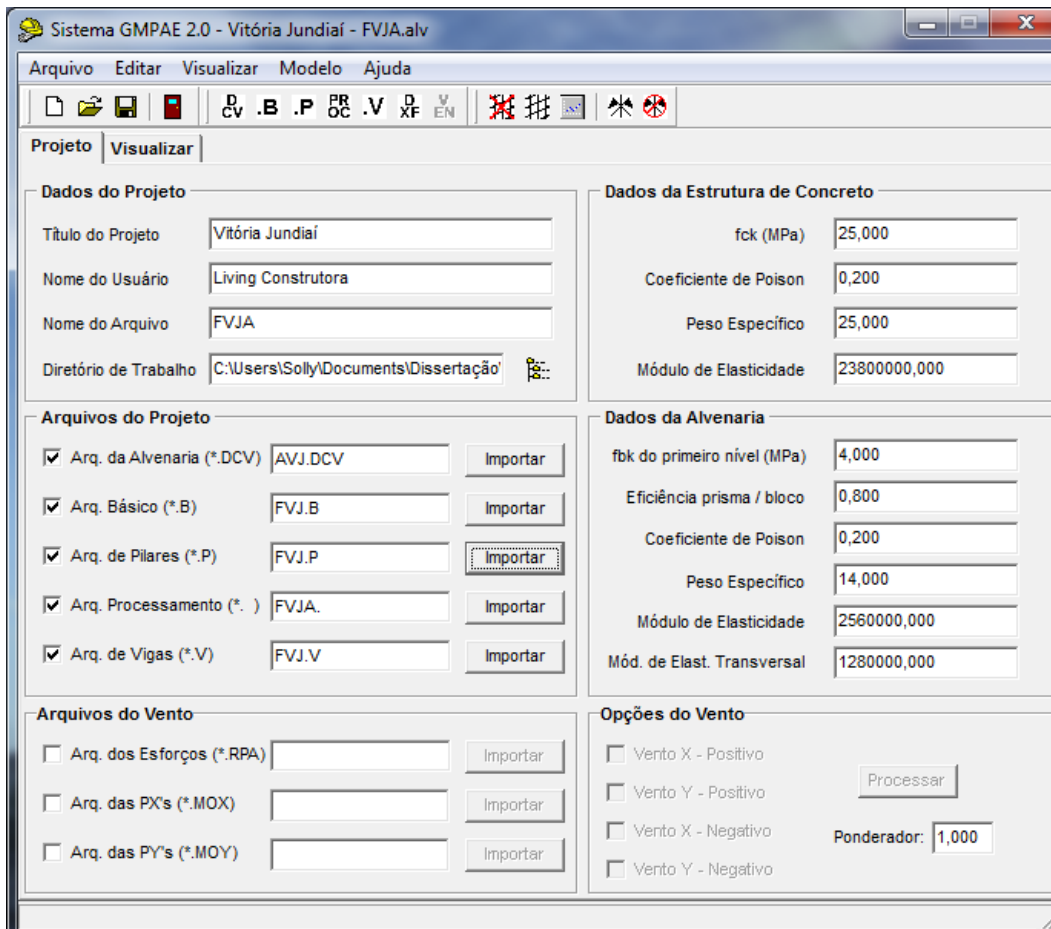 Sistema GMPAE 2.0 - Vitória Jundiaí - FVJA.alv
Arquivo Editar Visualizar Modelo Ajuda
D CV .B .P PR OC .V D XF V EN
Projeto Visualizar
Dados do Projeto
Título do Projeto Vitória Jundiaí
Nome do Usuário Living Construtora
Nome do Arquivo FVJA
Diretório de Trabalho C:\Users\Solly\Documents\Dissertação\
Dados da Estrutura de Concreto
fck (MPa) 25,000
Coeficiente de Poison 0,200
Peso Específico 25,000
Módulo de Elasticidade 23800000,000
Arquivos do Projeto
Arq. da Alvenaria (*.DCV) AVJ.DCV Importar
Arq. Básico (*.B) FVJ.B Importar
Arq. de Pilares (*.P) FVJ.P Importar
Arq. Processamento (*. ) FVJA. Importar
Arq. de Vigas (*.V) FVJ.V Importar
Dados da Alvenaria
fbk do primeiro nível (MPa) 4,000
Eficiência prisma / bloco 0,800
Coeficiente de Poison 0,200
Peso Específico 14,000
Módulo de Elasticidade 2560000,000
Mód. de Elast. Transversal 1280000,000
Arquivos do Vento
Arq. dos Esforços (*.RPA) Importar
Arq. das PX's (*.MOX) Importar
Arq. das PY's (*.MOY) Importar
Opções do Vento
Vento X - Positivo
Vento Y - Positivo
Vento X - Negativo
Vento Y - Negativo
Processar
Ponderador: 1,000